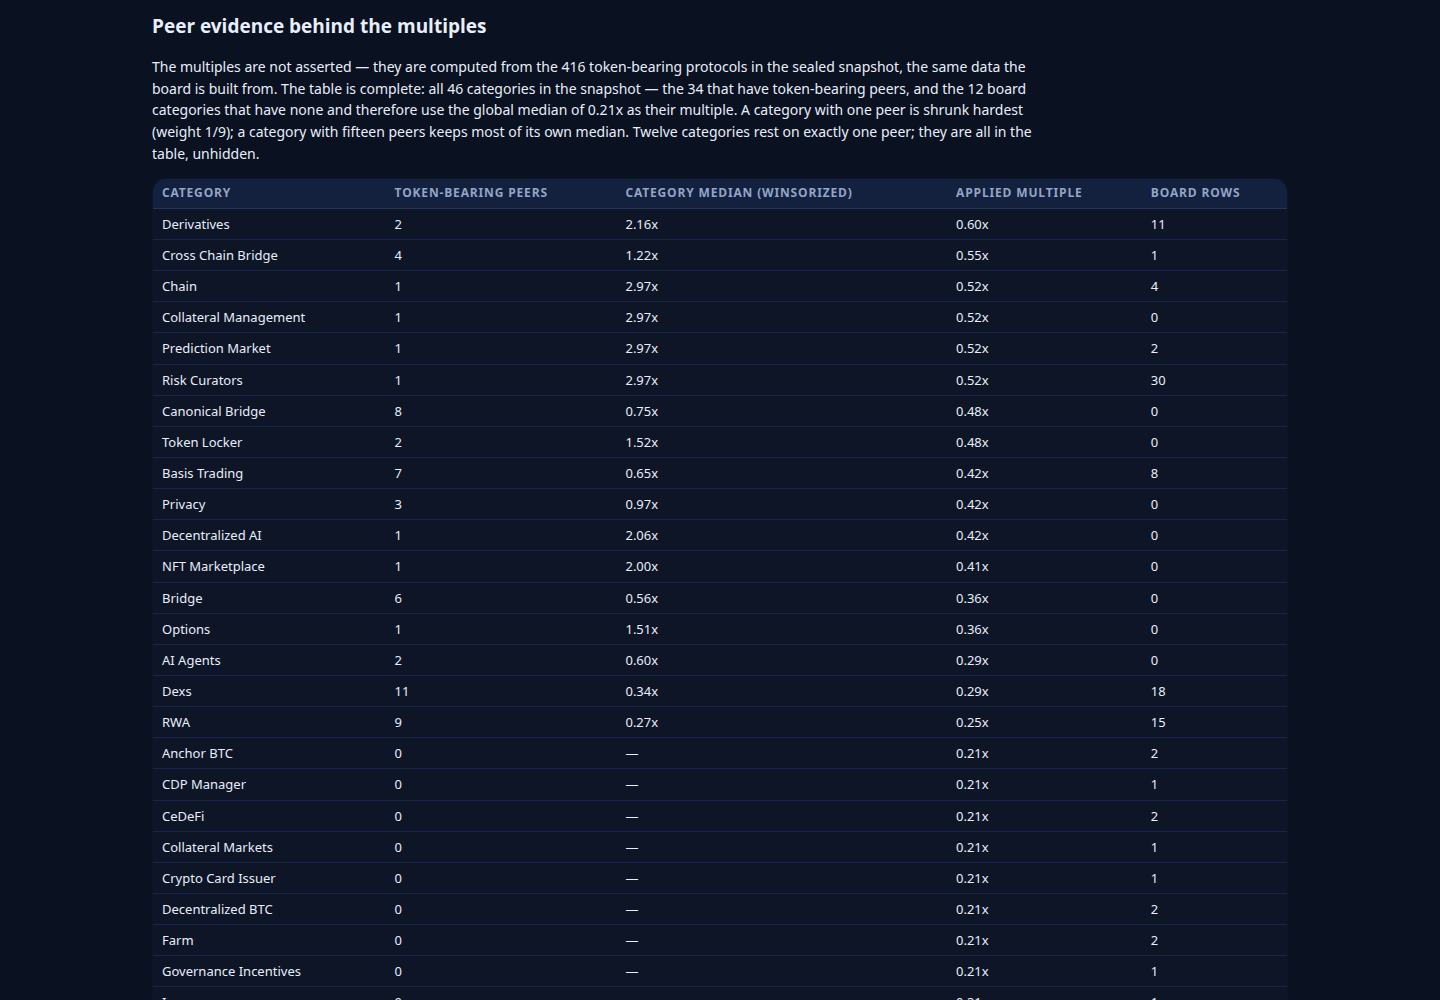 Peer evidence behind the multiples
The multiples are not asserted — they are computed from the 416 token-bearing protocols in the sealed snapshot, the same data the
board is built from. The table is complete: all 46 categories in the snapshot — the 34 that have token-bearing peers, and the 12 board
categories that have none and therefore use the global median of 0.21x as their multiple. A category with one peer is shrunk hardest
(weight 1/9); a category with fifteen peers keeps most of its own median. Twelve categories rest on exactly one peer; they are all in the
table, unhidden.
CATEGORY TOKEN-BEARING PEERS CATEGORY MEDIAN (WINSORIZED) APPLIED MULTIPLE BOARD ROWS
Derivatives 2 2.16x 0.60x 11
Cross Chain Bridge 4 1.22x 0.55x 1
Chain 1 2.97x 0.52x 4
Collateral Management 1 2.97x 0.52x 0
Prediction Market 1 2.97x 0.52x 2
Risk Curators 1 2.97x 0.52x 30
Canonical Bridge 8 0.75x 0.48x 0
Token Locker 2 1.52x 0.48x 0
Basis Trading 7 0.65x 0.42x 8
Privacy 3 0.97x 0.42x 0
Decentralized AI 1 2.06x 0.42x 0
NFT Marketplace 1 2.00x 0.41x 0
Bridge 6 0.56x 0.36x 0
Options 1 1.51x 0.36x 0
AI Agents 2 0.60x 0.29x 0
Dexs 11 0.34x 0.29x 18
RWA 9 0.27x 0.25x 15
Anchor BTC 0 — 0.21x 2
CDP Manager 0 — 0.21x 1
CeDeFi 0 — 0.21x 2
Collateral Markets 0 — 0.21x 1
Crypto Card Issuer 0 — 0.21x 1
Decentralized BTC 0 — 0.21x 2
Farm 0 — 0.21x 2
Governance Incentives 0 — 0.21x 1